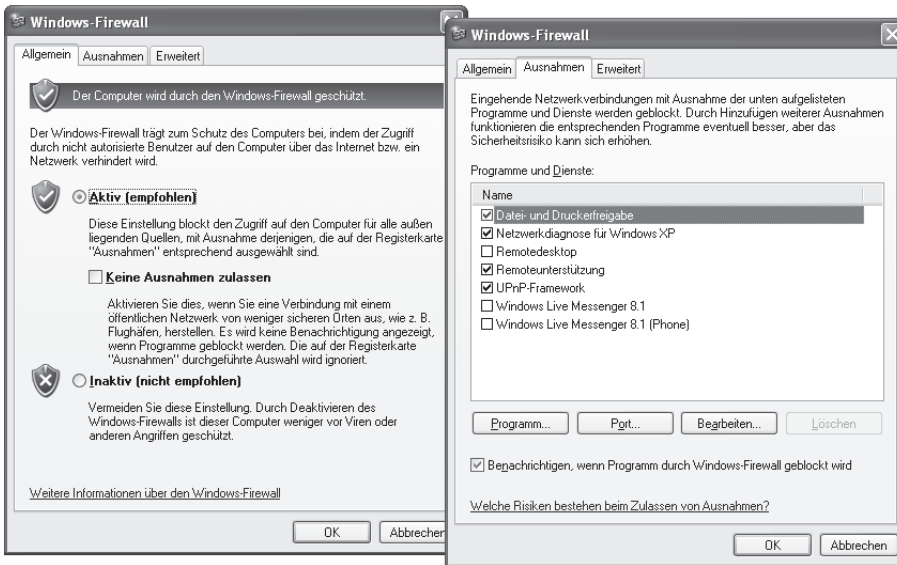 Windows-Firewall
Allgemein Ausnahmen Erweitert
Der Computer wird durch den Windows-Firewall geschützt.
Der Windows-Firewall trägt zum Schutz des Computers bei, indem der Zugriff
durch nicht autorisierte Benutzer auf den Computer über das Internet bzw. ein
Netzwerk verhindert wird.
Aktiv (empfohlen)
Diese Einstellung blockt den Zugriff auf den Computer für alle außen
liegenden Quellen, mit Ausnahme derjenigen, die auf der Registerkarte
"Ausnahmen" entsprechend ausgewählt sind.
Keine Ausnahmen zulassen
Aktivieren Sie dies, wenn Sie eine Verbindung mit einem
öffentlichen Netzwerk von weniger sicheren Orten aus, wie z. B.
Flughäfen, herstellen. Es wird keine Benachrichtigung angezeigt,
wenn Programme geblockt werden. Die auf der Registerkarte
"Ausnahmen" durchgeführte Auswahl wird ignoriert.
Inaktiv (nicht empfohlen)
Vermeiden Sie diese Einstellung. Durch Deaktivieren des
Windows-Firewalls ist dieser Computer weniger vor Viren oder
anderen Angriffen geschützt.
Weitere Informationen über den Windows-Firewall
OK Abbrechen
Windows-Firewall
Allgemein Ausnahmen Erweitert
Eingehende Netzwerkverbindungen mit Ausnahme der unten aufgelisteten
Programme und Dienste werden geblockt. Durch Hinzufügen weiterer Ausnahmen
funktionieren die entsprechenden Programme eventuell besser, aber das
Sicherheitsrisiko kann sich erhöhen.
Programme und Dienste:
Name
Datei- und Druckerfreigabe
Netzwerkdiagnose für Windows XP
Remotedesktop
Remoteunterstützung
UPnP-Framework
Windows Live Messenger 8.1
Windows Live Messenger 8.1 (Phone)
Programm... Port... Bearbeiten... Löschen
Benachrichtigen, wenn Programm durch Windows-Firewall geblockt wird
Welche Risiken bestehen beim Zulassen von Ausnahmen?
OK Abbrechen